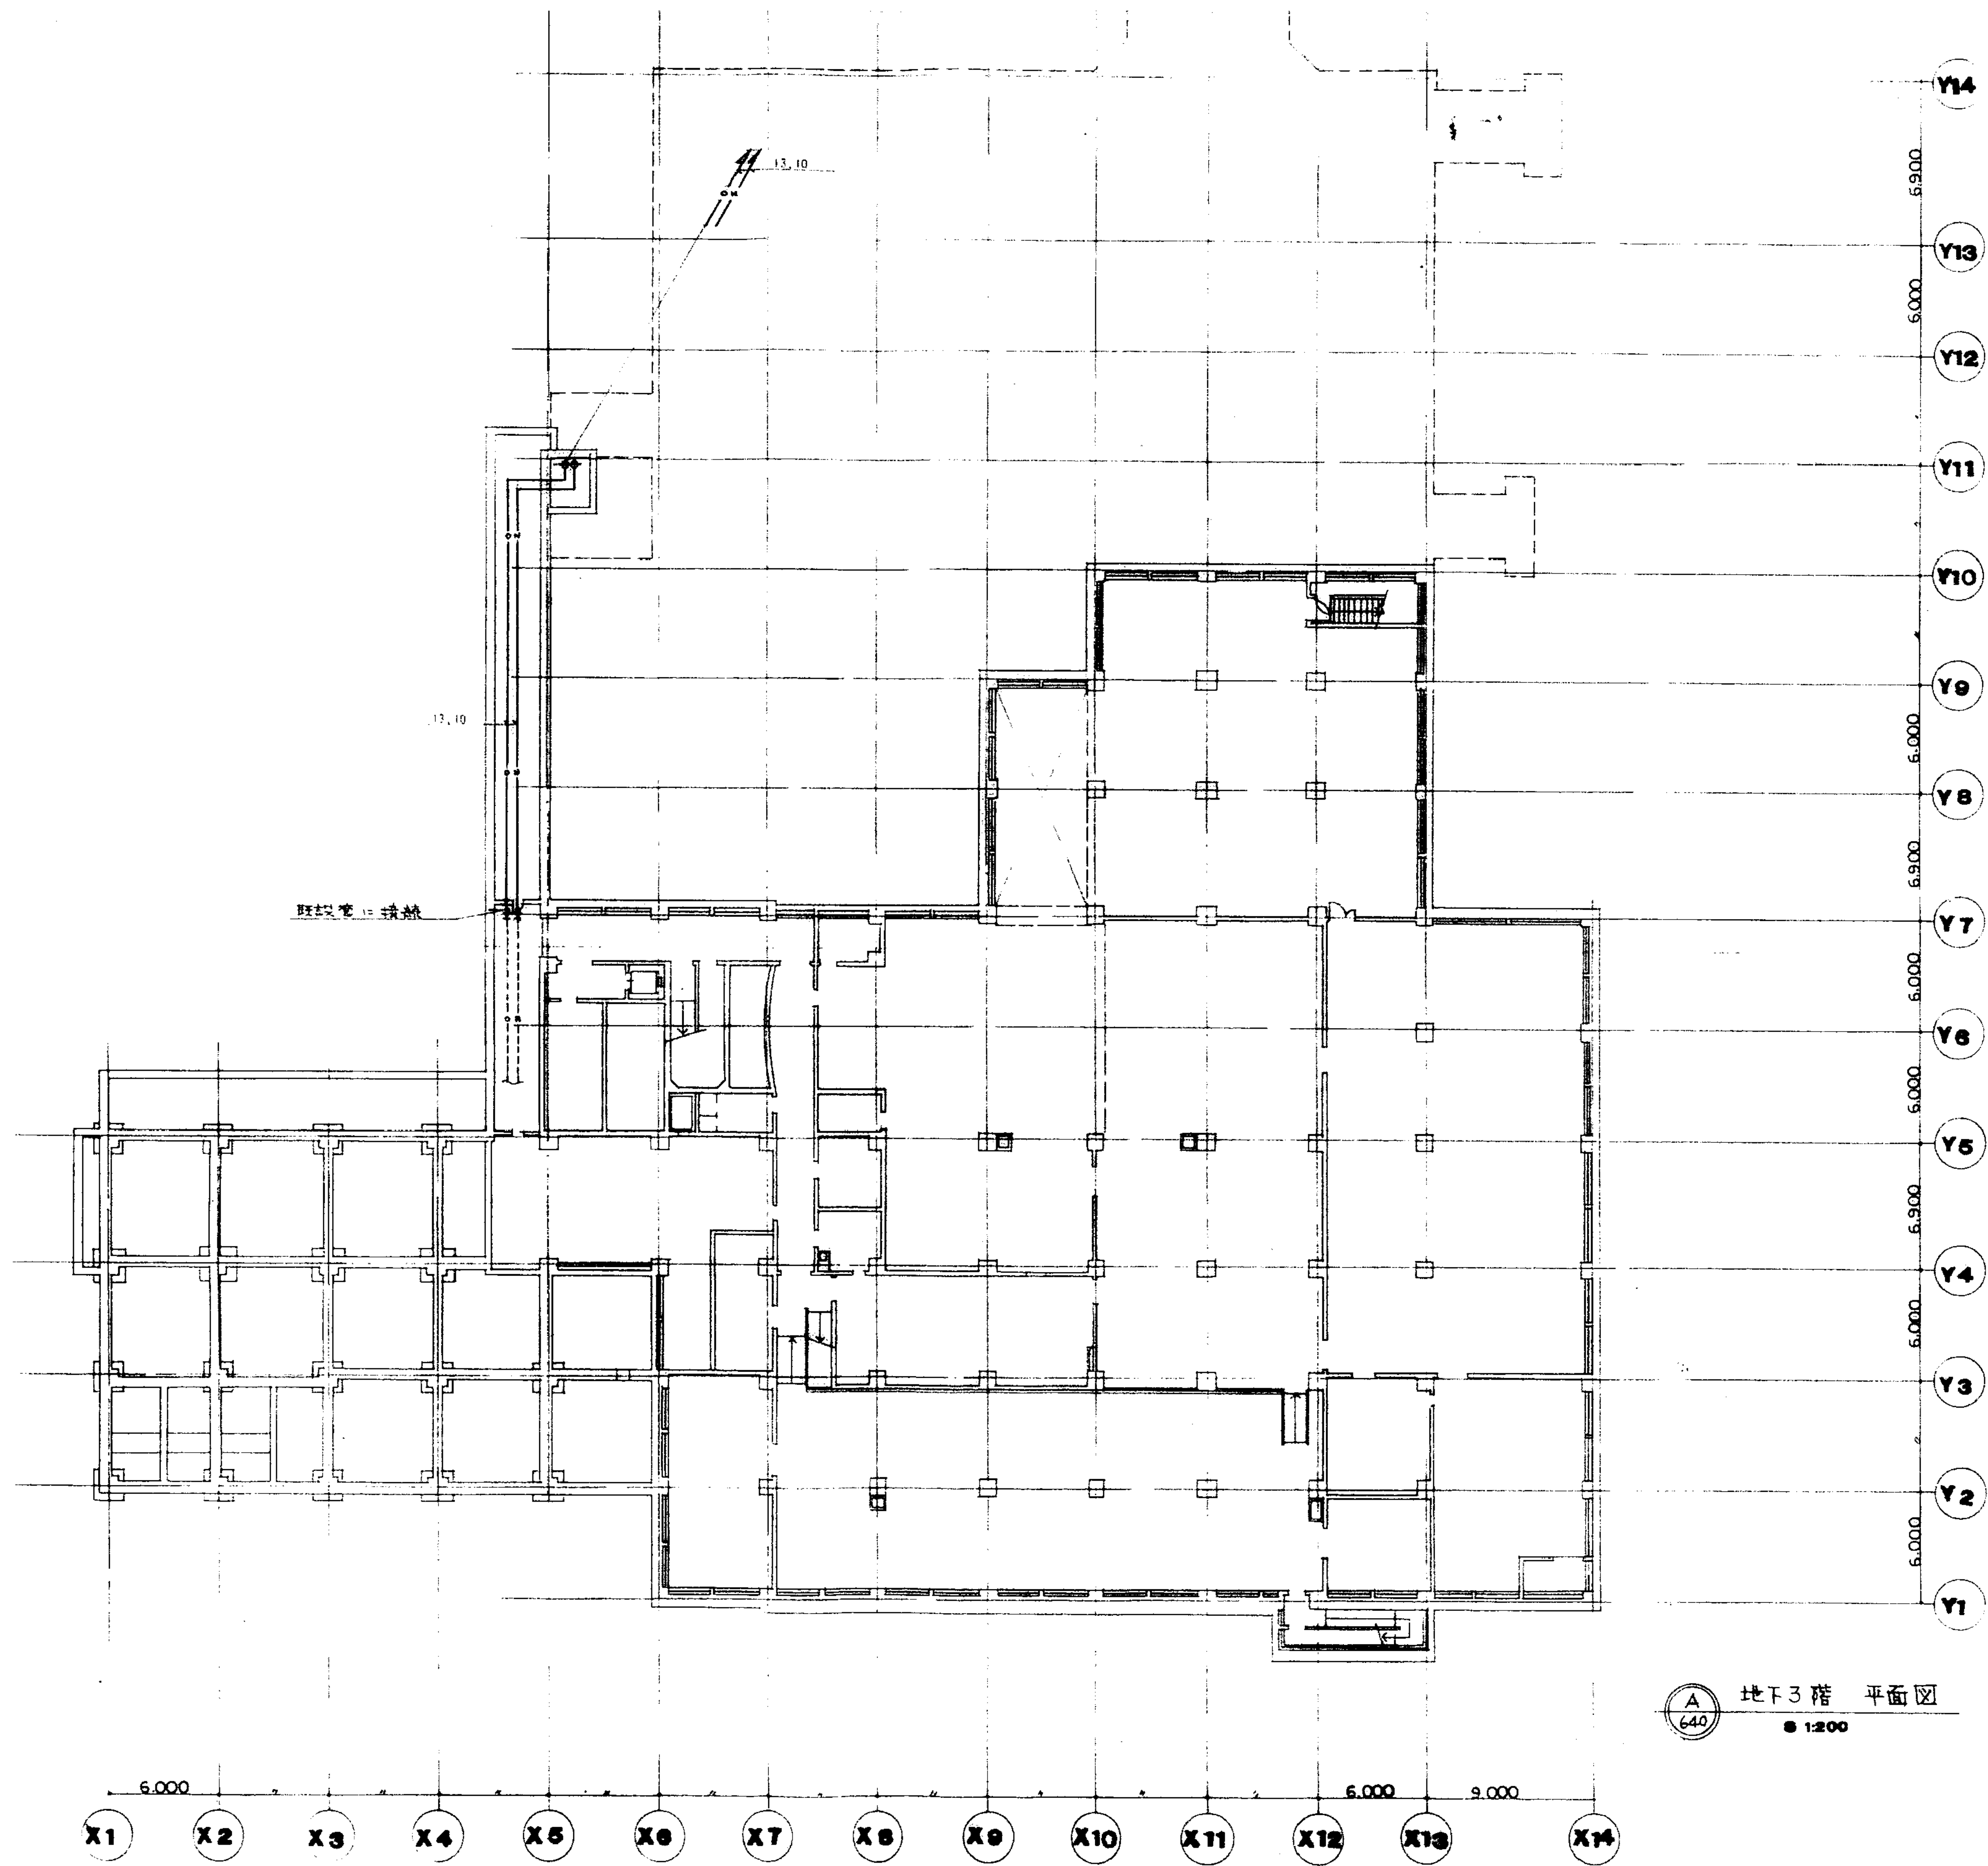 Y14
13,10
6.900
Y13
6.000
Y12
Y11
Y10
Y9
13,10
6.000
Y8
6.900
既設管に接続
Y7
6.000
Y6
6.000
Y5
6.900
Y4
6.000
Y3
Y2
6.000
Y1
A
640
地下3階 平面図
S 1:200
6.000 〃 〃 〃 〃 〃 〃 〃 〃 〃 〃 6.000 9.000
X1 X2 X3 X4 X5 X6 X7 X8 X9 X10 X11 X12 X13 X14